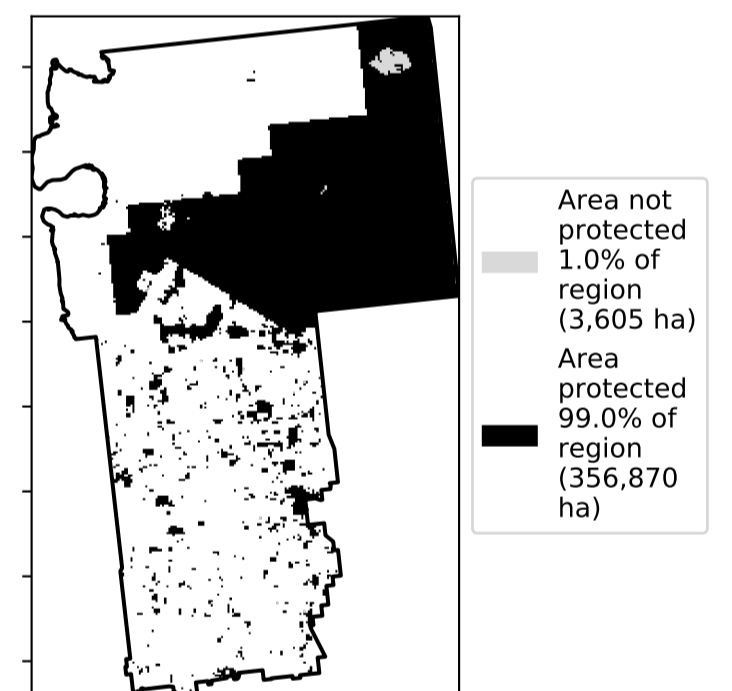 Area not
protected
1.0% of
region
(3,605 ha)
Area
protected
99.0% of
region
(356,870
ha)